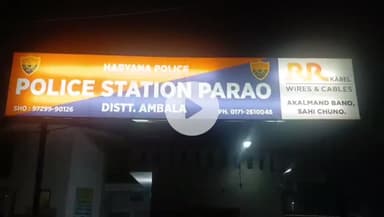 HARYANA POLICE
POLICE STATION PARAO
DISTT. AMBALA
SHO : 97299-90126
PH. 0171-2610048
RR KABEL
WIRES & CABLES
AKALMAND BANO,
SAHI CHUNO.